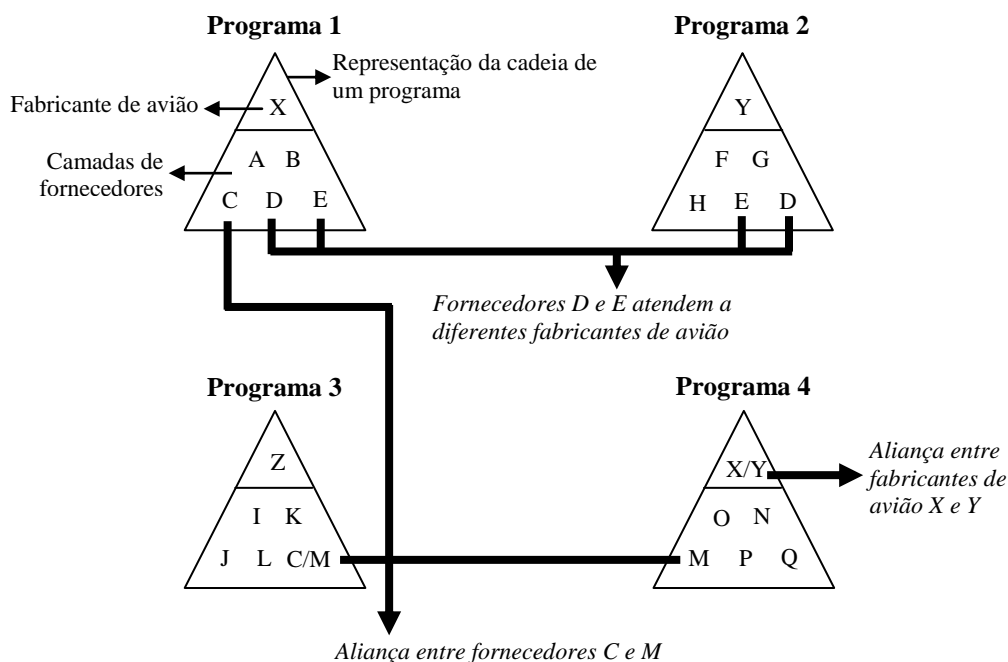 Programa 1
Programa 2
Representação da cadeia de
um programa
Fabricante de avião
X
Y
Camadas de
fornecedores
A B
C D E
F G
H E D
Fornecedores D e E atendem a
diferentes fabricantes de avião
Programa 3
Programa 4
Z
X/Y
Aliança entre
fabricantes de
avião X e Y
I K
J L C/M
O N
M P Q
Aliança entre fornecedores C e M